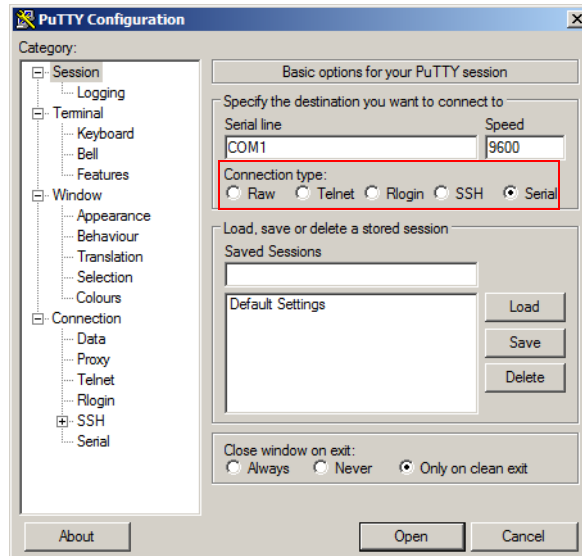 PuTTY Configuration
Category:
Session
Logging
Terminal
Keyboard
Bell
Features
Window
Appearance
Behaviour
Translation
Selection
Colours
Connection
Data
Proxy
Telnet
Rlogin
SSH
Serial
Basic options for your PuTTY session
Specify the destination you want to connect to
Serial line Speed
COM1 9600
Connection type:
Raw Telnet Rlogin SSH Serial
Load, save or delete a stored session
Saved Sessions
Default Settings
Load
Save
Delete
Close window on exit:
Always Never Only on clean exit
About Open Cancel